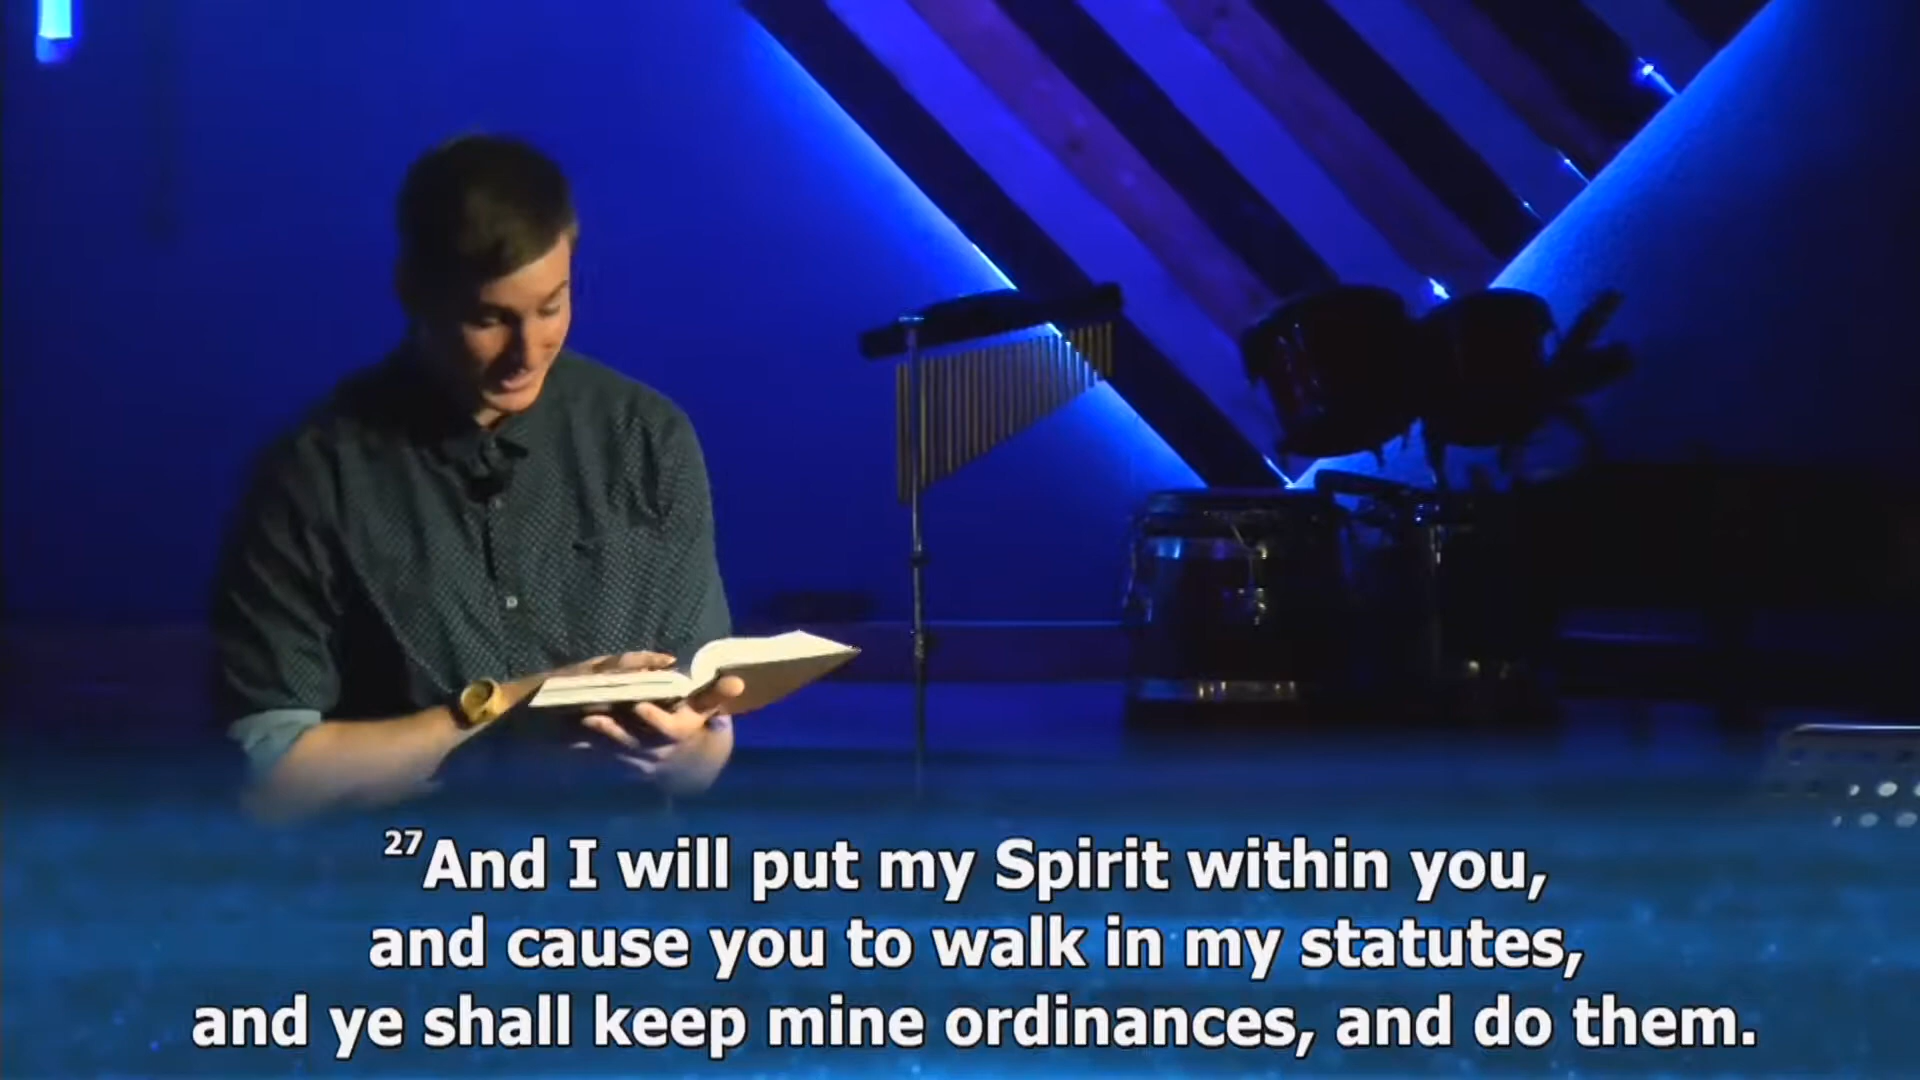 27And I will put my Spirit within you,
and cause you to walk in my statutes,
and ye shall keep mine ordinances, and do them.